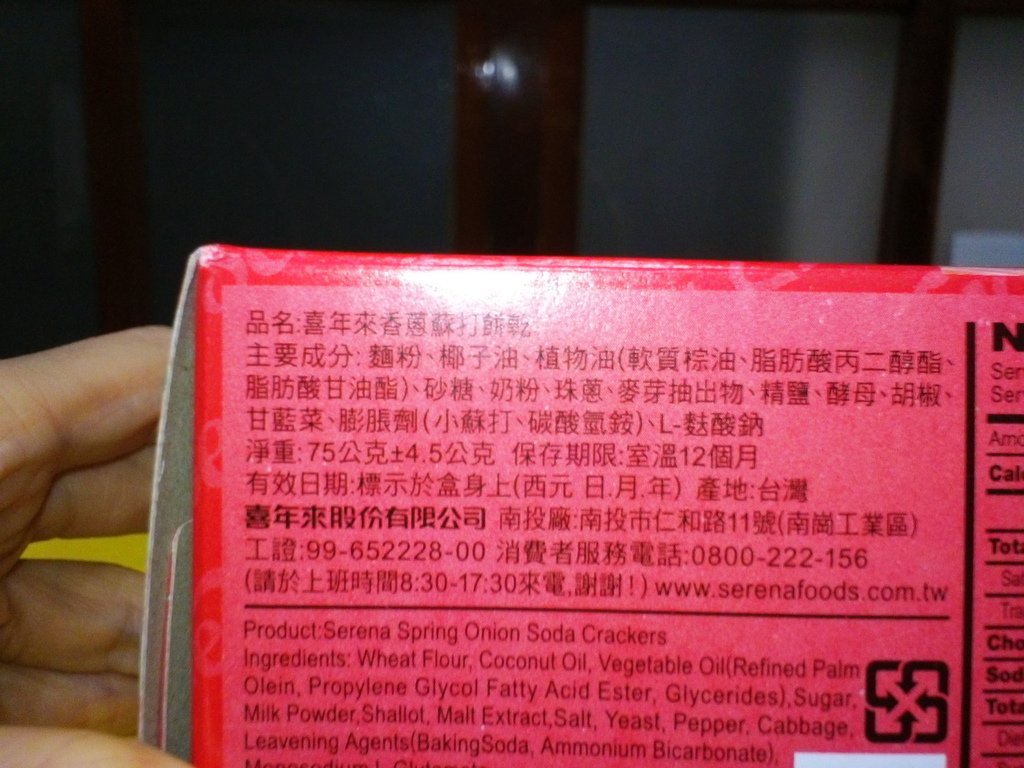 品名:喜年來香蔥蘇打餅乾
主要成分: 麵粉、椰子油、植物油(軟質棕油、脂肪酸丙二醇酯、
脂肪酸甘油酯)、砂糖、奶粉、珠蔥、麥芽抽出物、精鹽、酵母、胡椒、
甘藍菜、膨脹劑(小蘇打、碳酸氫銨)、L-麩酸鈉
淨重:75公克±4.5公克 保存期限:室溫12個月
有效日期:標示於盒身上(西元 日.月.年) 產地:台灣
喜年來股份有限公司 南投廠:南投市仁和路11號(南崗工業區)
工證:99-652228-00 消費者服務電話:0800-222-156
(請於上班時間8:30-17:30來電,謝謝!) www.serenafoods.com.tw
Product:Serena Spring Onion Soda Crackers
Ingredients: Wheat Flour, Coconut Oil, Vegetable Oil(Refined Palm
Olein, Propylene Glycol Fatty Acid Ester, Glycerides),Sugar,
Milk Powder,Shallot, Malt Extract,Salt, Yeast, Pepper, Cabbage,
Leavening Agents(BakingSoda, Ammonium Bicarbonate),
N
Ser
Ser
Amo
Calo
Tota
Sat
Tra
Cho
Sod
Tota
Die